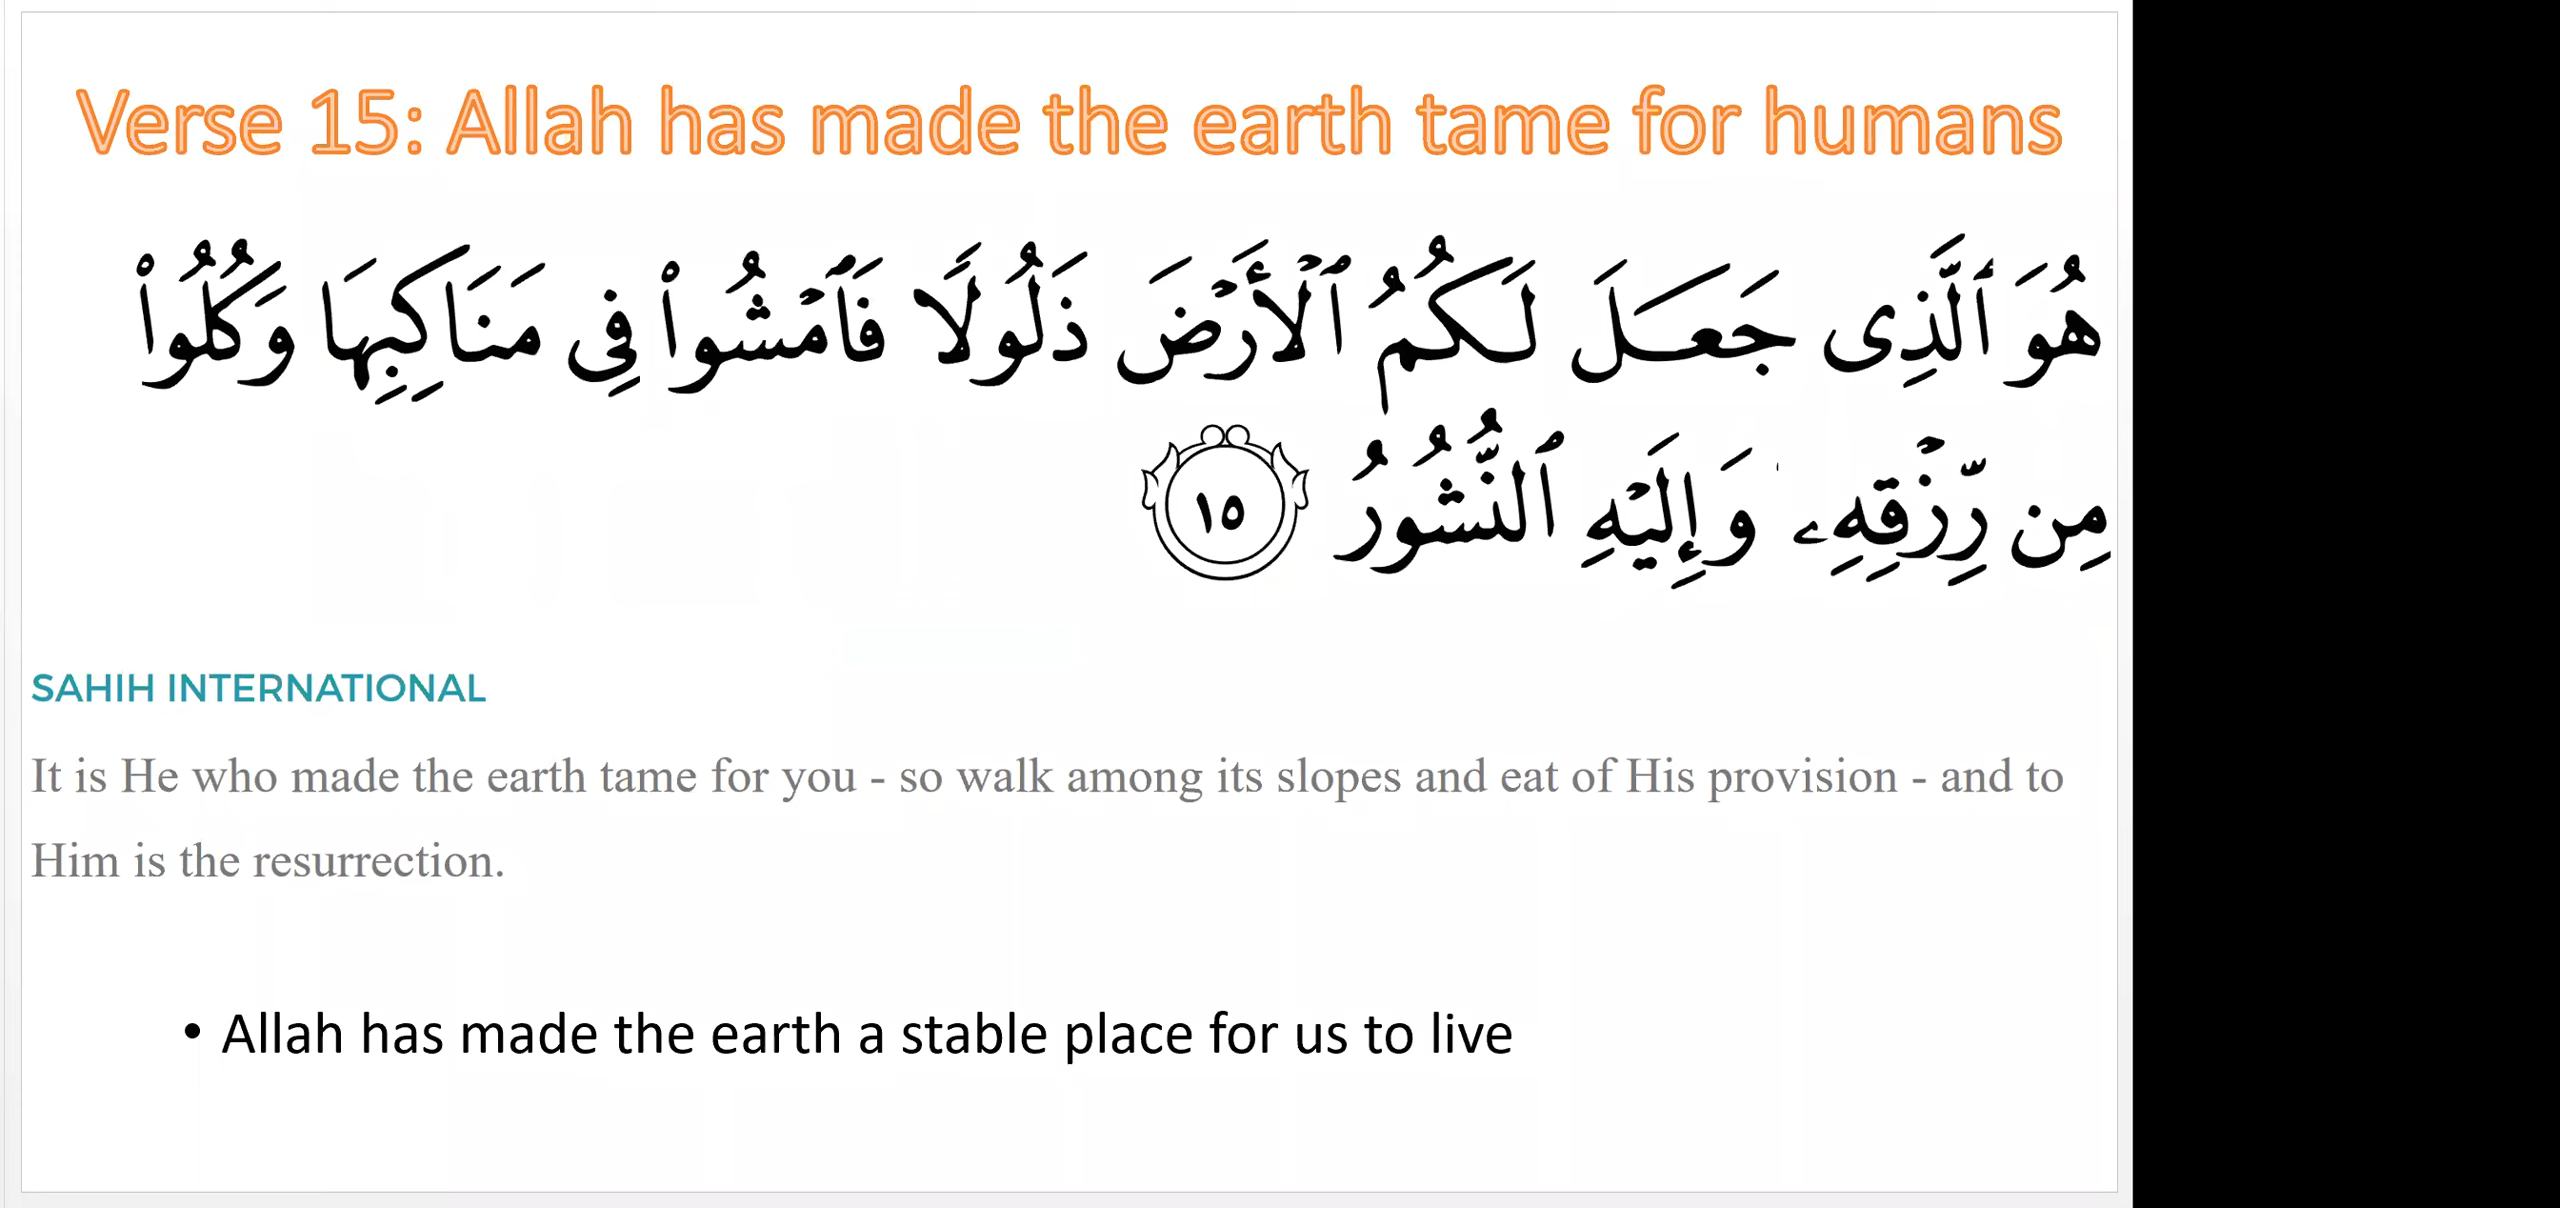 Verse 15: Allah has made the earth tame for humans
هُوَ ٱلَّذِى جَعَلَ لَكُمُ ٱلْأَرْضَ ذَلُولًا فَٱمْشُوا۟ فِى مَنَاكِبِهَا وَكُلُوا۟
مِن رِّزْقِهِۦ ۖ وَإِلَيْهِ ٱلنُّشُورُ ١٥
SAHIH INTERNATIONAL
It is He who made the earth tame for you - so walk among its slopes and eat of His provision - and to
Him is the resurrection.
• Allah has made the earth a stable place for us to live